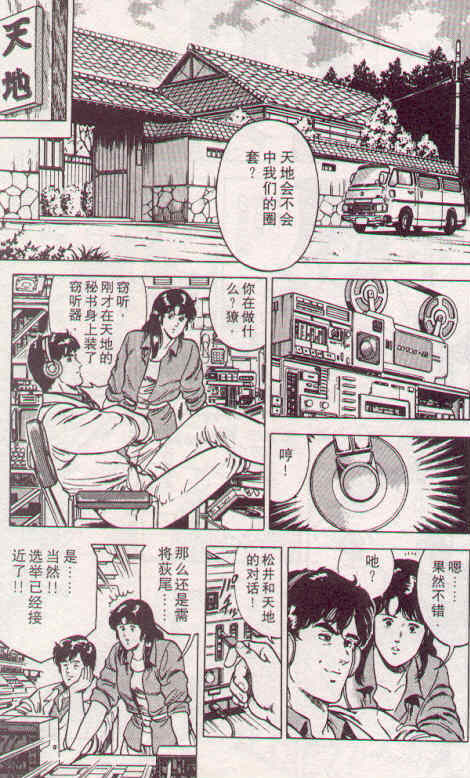 天地
天地会不会
中我们的圈
套？
哼！
你在做什
么？獠
窃听，
刚才在天地的
秘书身上装了
窃听器
嗯……
果然不错
吔？
松井和天地
的对话！
那么还是需
将荻尾……
是……
当然!!
选举已经接
近了!!